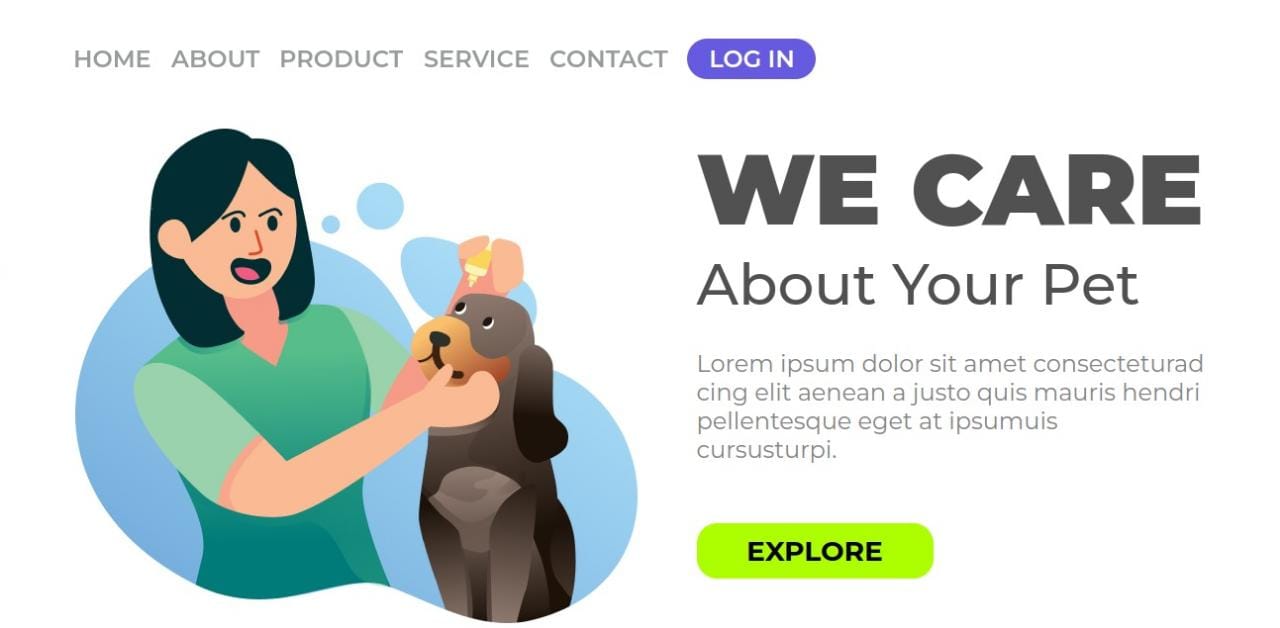 HOME ABOUT PRODUCT SERVICE CONTACT LOG IN
WE CARE
About Your Pet
Lorem ipsum dolor sit amet consecteturad
cing elit aenean a justo quis mauris hendri
pellentesque eget at ipsumuis
cursusturpi.
EXPLORE